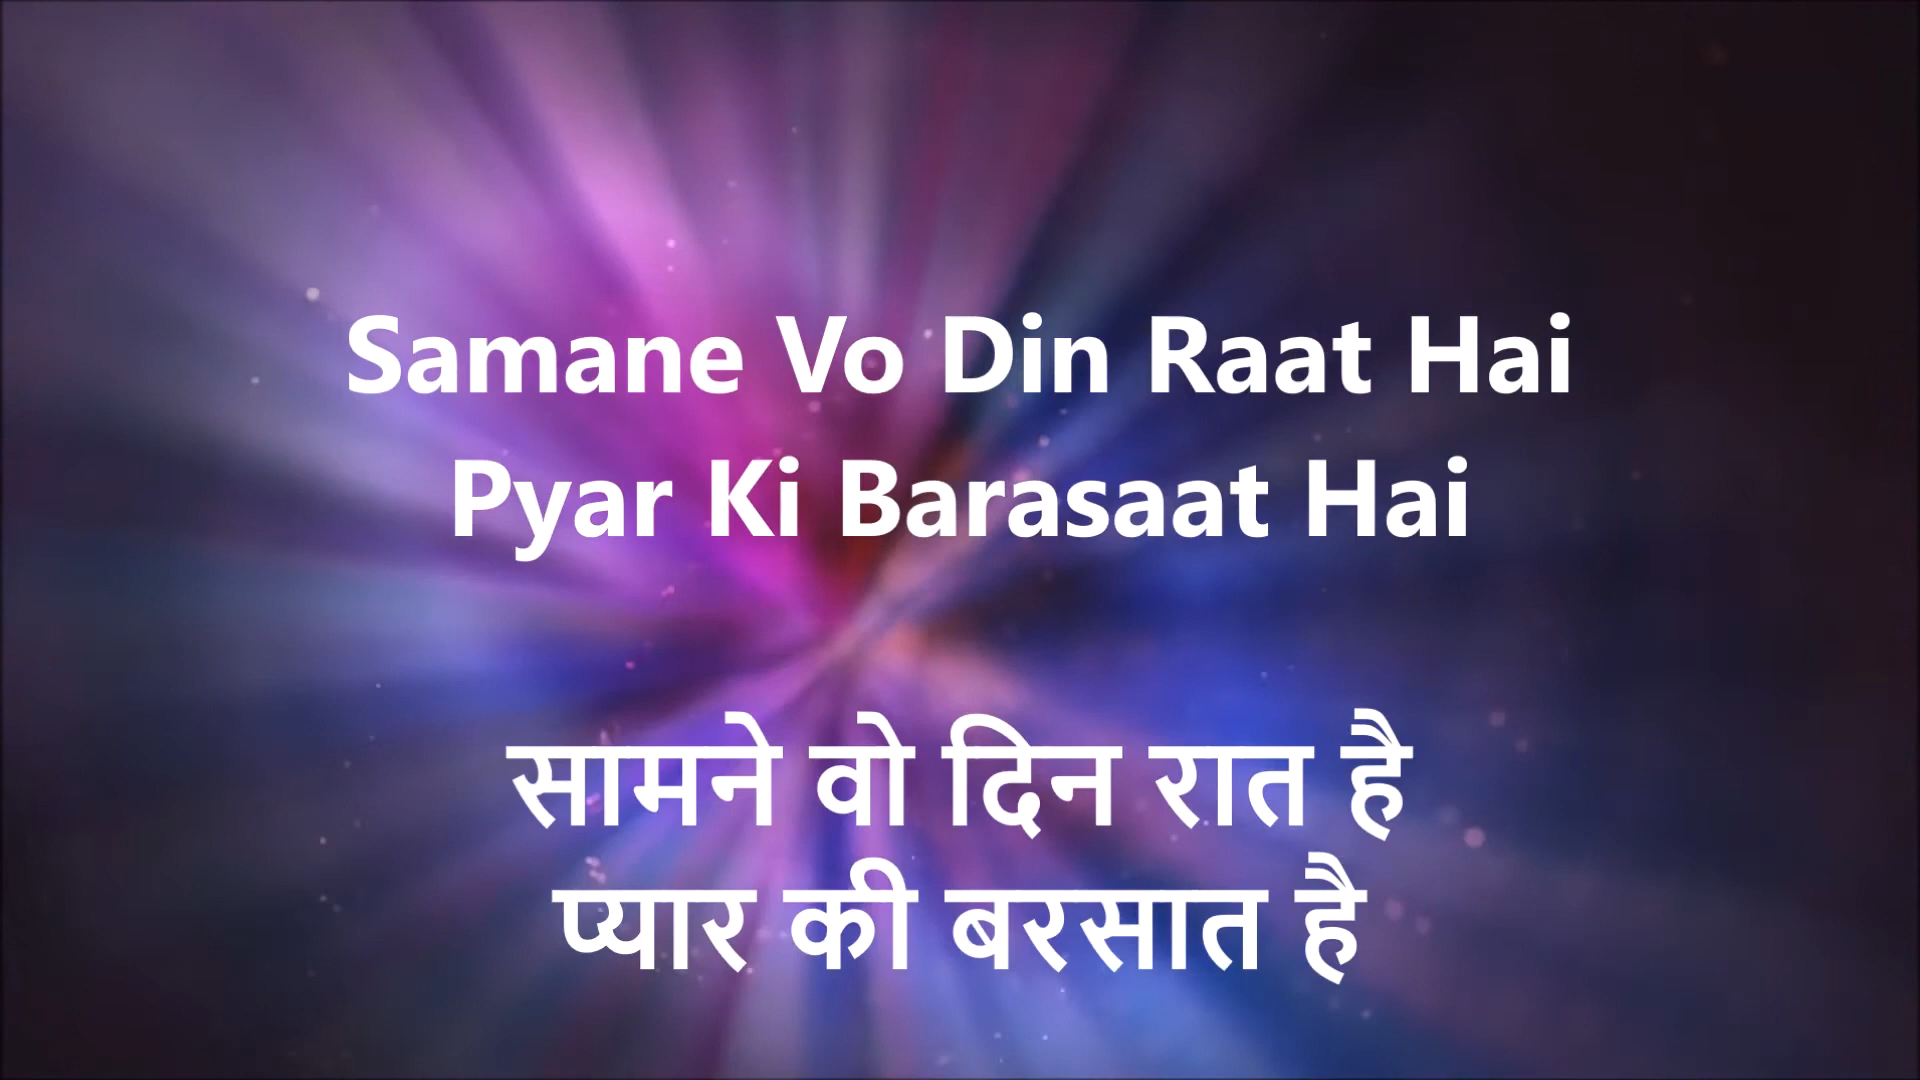 Samane Vo Din Raat Hai
Pyar Ki Barasaat Hai
सामने वो दिन रात है
प्यार की बरसात है